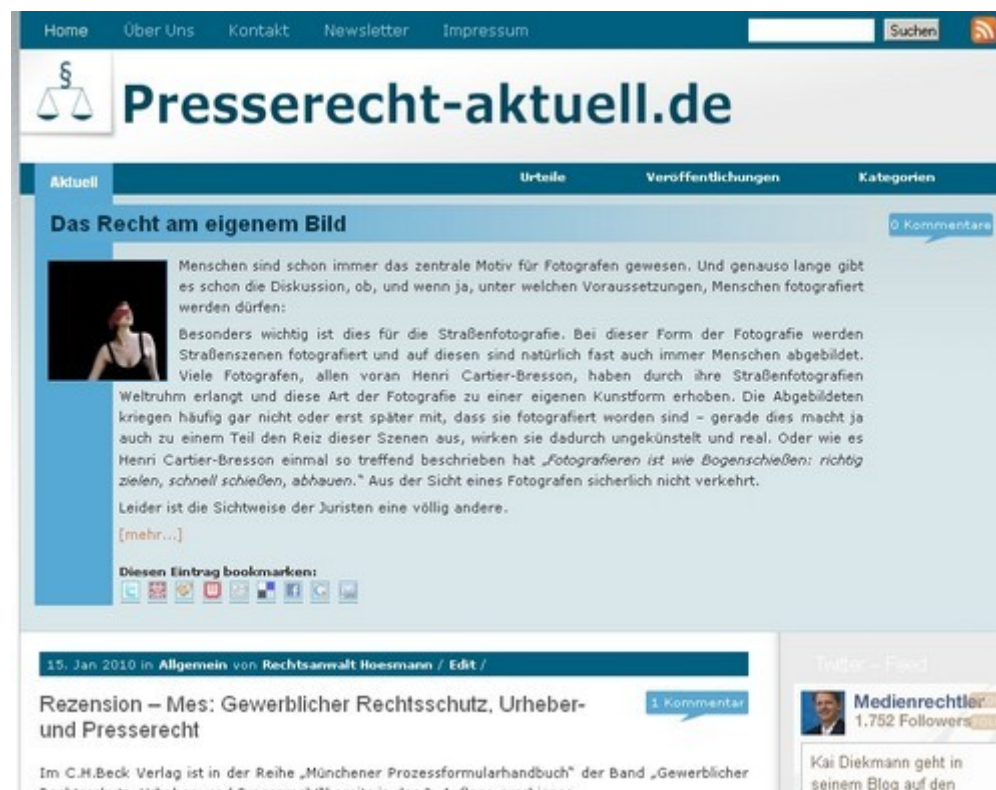 Home Über Uns Kontakt Newsletter Impressum Suchen
§
Presserecht-aktuell.de
Aktuell Urteile Veröffentlichungen Kategorien
Das Recht am eigenem Bild
0 Kommentare
Menschen sind schon immer das zentrale Motiv für Fotografen gewesen. Und genauso lange gibt
es schon die Diskussion, ob, und wenn ja, unter welchen Voraussetzungen, Menschen fotografiert
werden dürfen:
Besonders wichtig ist dies für die Straßenfotografie. Bei dieser Form der Fotografie werden
Straßenszenen fotografiert und auf diesen sind natürlich fast auch immer Menschen abgebildet.
Viele Fotografen, allen voran Henri Cartier-Bresson, haben durch ihre Straßenfotografien
Weltruhm erlangt und diese Art der Fotografie zu einer eigenen Kunstform erhoben. Die Abgebildeten
kriegen häufig gar nicht oder erst später mit, dass sie fotografiert worden sind – gerade dies macht ja
auch zu einem Teil den Reiz dieser Szenen aus, wirken sie dadurch ungekünstelt und real. Oder wie es
Henri Cartier-Bresson einmal so treffend beschrieben hat „Fotografieren ist wie Bogenschießen: richtig
zielen, schnell schießen, abhauen." Aus der Sicht eines Fotografen sicherlich nicht verkehrt.
Leider ist die Sichtweise der Juristen eine völlig andere.
[mehr...]
Diesen Eintrag bookmarken:
15. Jan 2010 in Allgemein von Rechtsanwalt Hoesmann / Edit /
Rezension – Mes: Gewerblicher Rechtsschutz, Urheber-
und Presserecht
1 Kommentar
Im C.H.Beck Verlag ist in der Reihe „Münchener Prozessformularhandbuch" der Band „Gewerblicher
Twitter – Feed
Medienrechtler
1.752 Followers
Kai Diekmann geht in
seinem Blog auf den